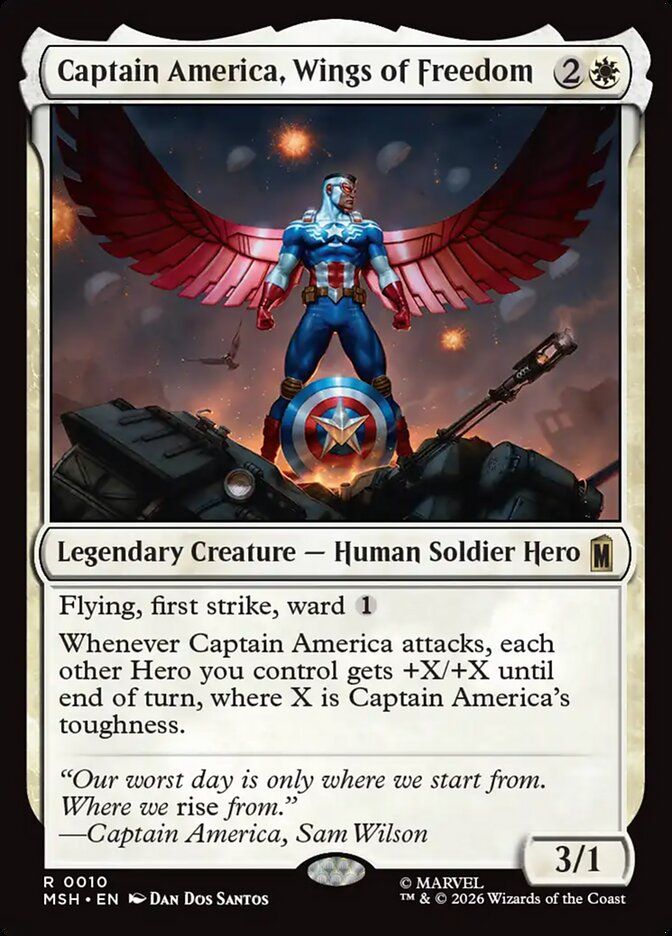 Captain America, Wings of Freedom 2
Legendary Creature — Human Soldier Hero M
Flying, first strike, ward 1
Whenever Captain America attacks, each
other Hero you control gets +X/+X until
end of turn, where X is Captain America's
toughness.
“Our worst day is only where we start from.
Where we rise from.”
—Captain America, Sam Wilson
3/1
R 0010
MSH • EN Dan Dos Santos
© MARVEL
™ & © 2026 Wizards of the Coast